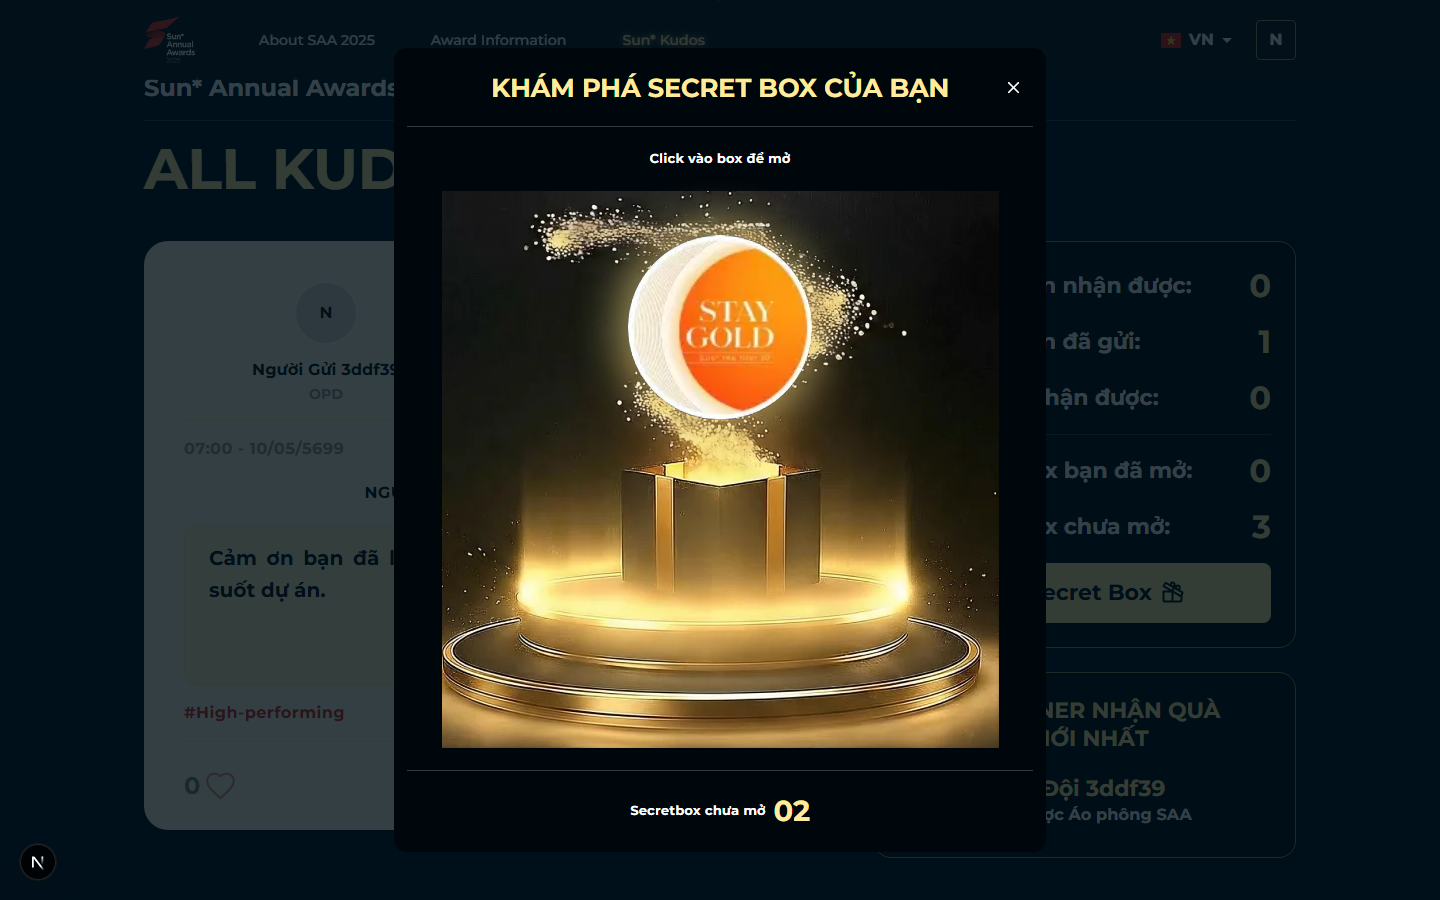 Sun*
Annual
Awards
About SAA 2025
Award Information
Sun* Kudos
VN
N
Sun* Annual Awards
ALL KUD
KHÁM PHÁ SECRET BOX CỦA BẠN
Click vào box để mở
STAY
GOLD
Secretbox chưa mở 02
N
Người Gửi 3ddf39
OPD
07:00 - 10/05/5699
NGƯ
Cảm ơn bạn đã
suốt dự án.
#High-performing
0
n nhận được: 0
n đã gửi: 1
hận được: 0
x bạn đã mở: 0
x chưa mở: 3
ecret Box
NER NHẬN QUÀ
ỚI NHẤT
Đội 3ddf39
ợc Áo phông SAA
N